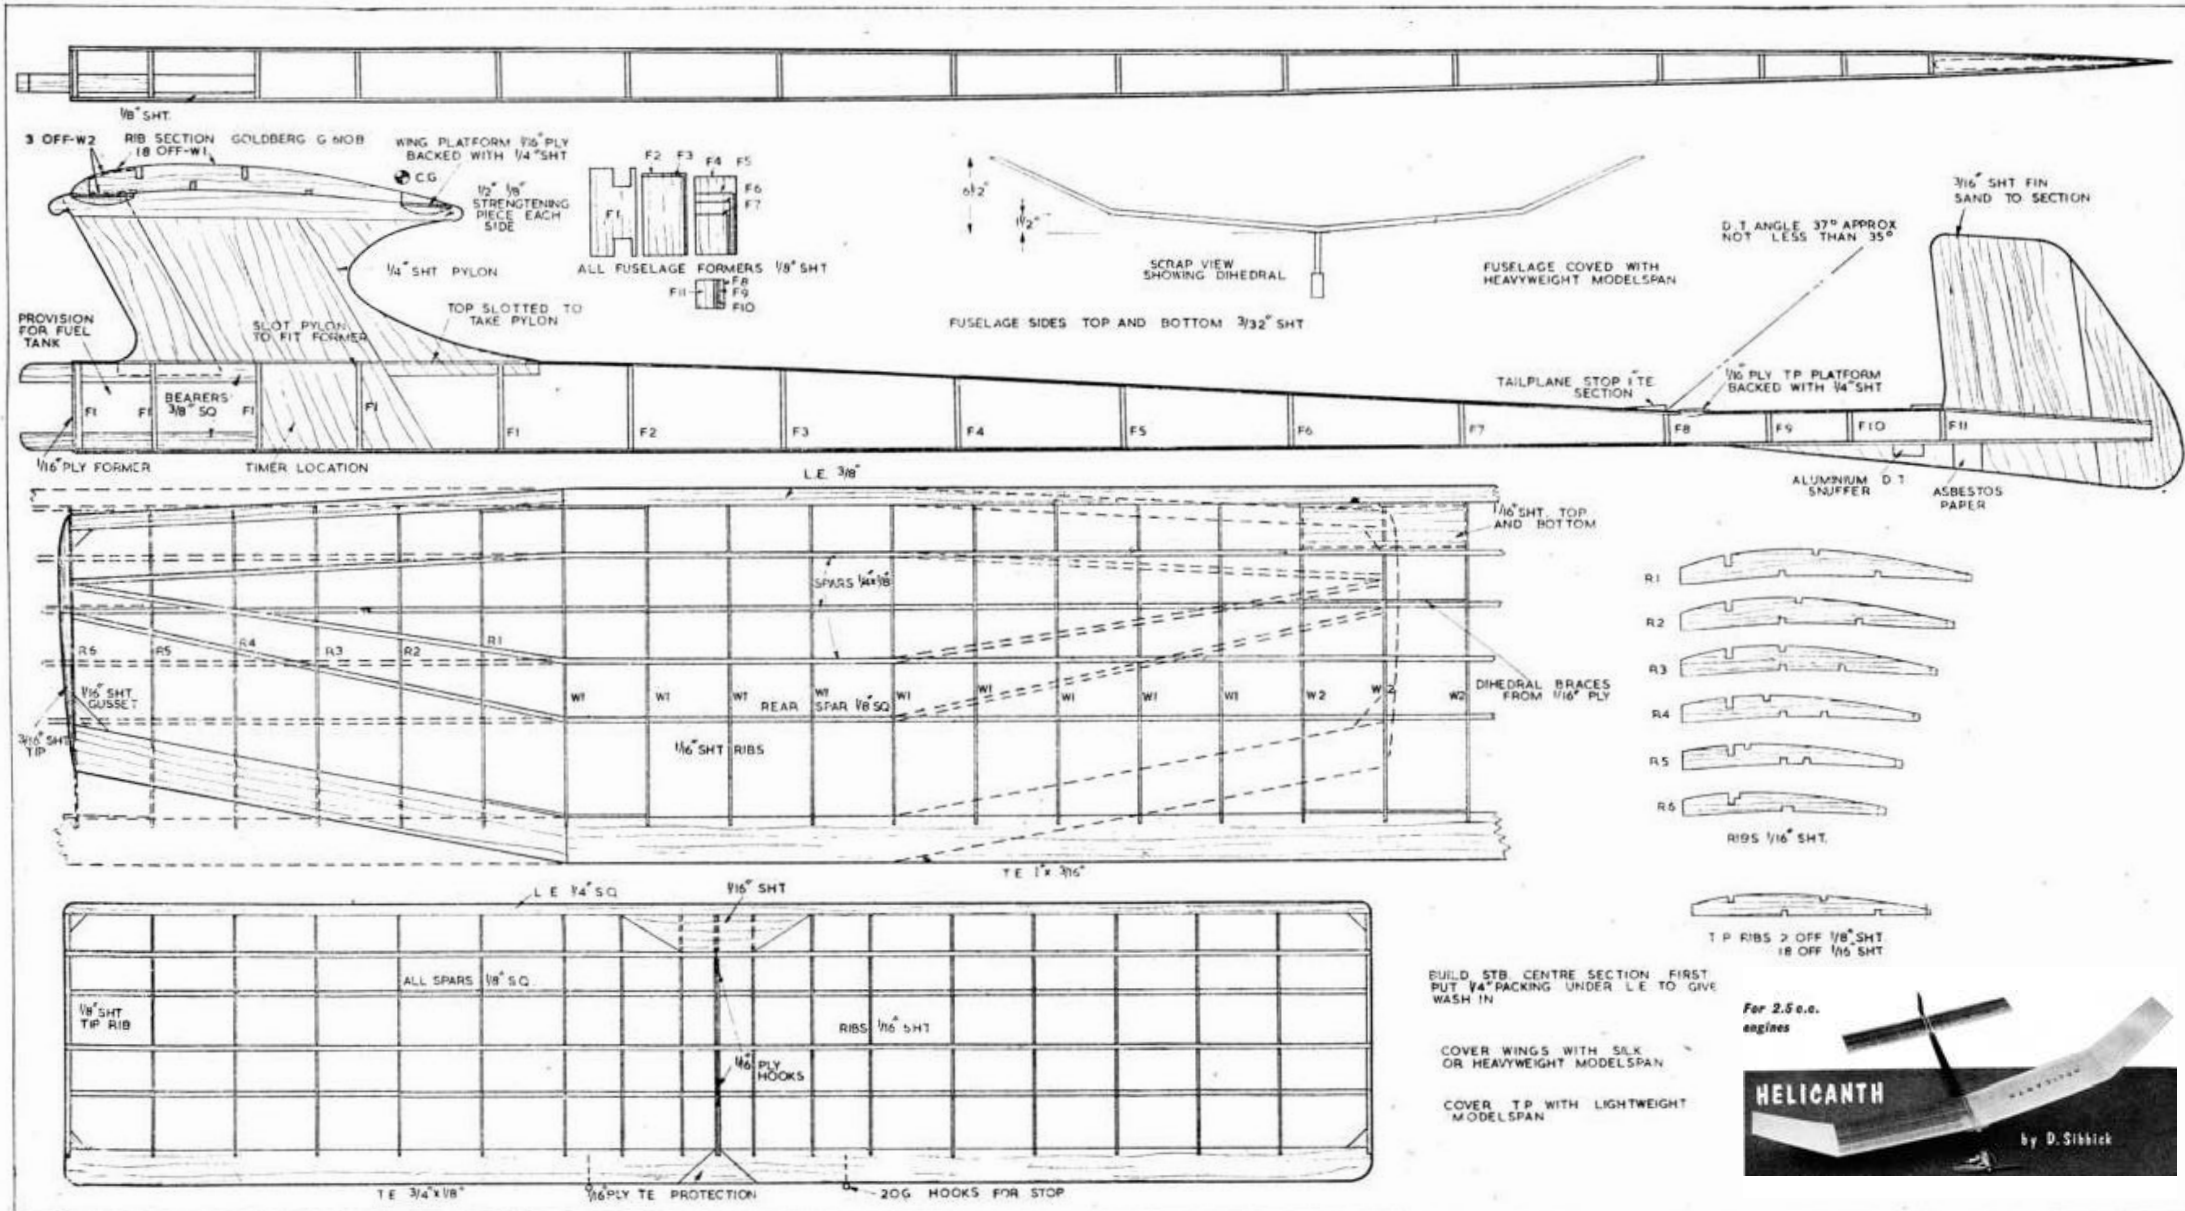 1/8" SHT.
3 OFF-W2
RIB SECTION GOLDBERG G 610B
18 OFF-W1
WING PLATFORM 1/16" PLY
BACKED WITH 1/4" SHT
C.G
1/2" 1/8"
STRENGTENING
PIECE EACH
SIDE
F1
F2
F3
F4
F5
F6
F7
ALL FUSELAGE FORMERS 1/8" SHT
F11
F8
F9
F10
6 1/2"
1 1/2"
SCRAP VIEW
SHOWING DIHEDRAL
FUSELAGE COVED WITH
HEAVYWEIGHT MODELSPAN
FUSELAGE SIDES TOP AND BOTTOM 3/32" SHT
D.T ANGLE 37° APPROX
NOT LESS THAN 35°
3/16" SHT FIN
SAND TO SECTION
1/4" SHT PYLON
PROVISION
FOR FUEL
TANK
SLOT PYLON
TO FIT FORMER
TOP SLOTTED TO
TAKE PYLON
TAILPLANE STOP 1" TE
SECTION
1/16" PLY TP PLATFORM
BACKED WITH 1/4" SHT
BEARERS
3/8" SQ
F1
F1
F1
F1
F1
F2
F3
F4
F5
F6
F7
F8
F9
F10
F11
1/16" PLY FORMER
TIMER LOCATION
ALUMINIUM D.T
SNUFFER
ASBESTOS
PAPER
L.E. 3/8"
1/16" SHT. TOP
AND BOTTOM
SPARS 1/4" x 1/8"
R6
R5
R4
R3
R2
R1
1/16" SHT
GUSSET
3/16" SHT
TIP
W1
W1
W1
W1
W1
W1
W1
W1
W1
W2
W2
W2
REAR SPAR 1/8" SQ
1/16" SHT RIBS
DIHEDRAL BRACES
FROM 1/16" PLY
T E 1" x 3/16"
R1
R2
R3
R4
R5
R6
RIBS 1/16" SHT.
T P RIBS 2 OFF 1/8" SHT
18 OFF 1/16 SHT
L E 1/4" SQ
1/16" SHT
ALL SPARS 1/8" SQ
1/8" SHT
TIP RIB
RIBS 1/16" SHT
1/16" PLY
HOOKS
T E 3/4" x 1/8"
1/16" PLY TE PROTECTION
20G HOOKS FOR STOP
BUILD STB. CENTRE SECTION FIRST
PUT 1/4" PACKING UNDER L E TO GIVE
WASH IN
COVER WINGS WITH SILK
OR HEAVYWEIGHT MODELSPAN
COVER T.P WITH LIGHTWEIGHT
MODELSPAN
For 2.5 c.c.
engines
HELICANTH
by D. Sibbick